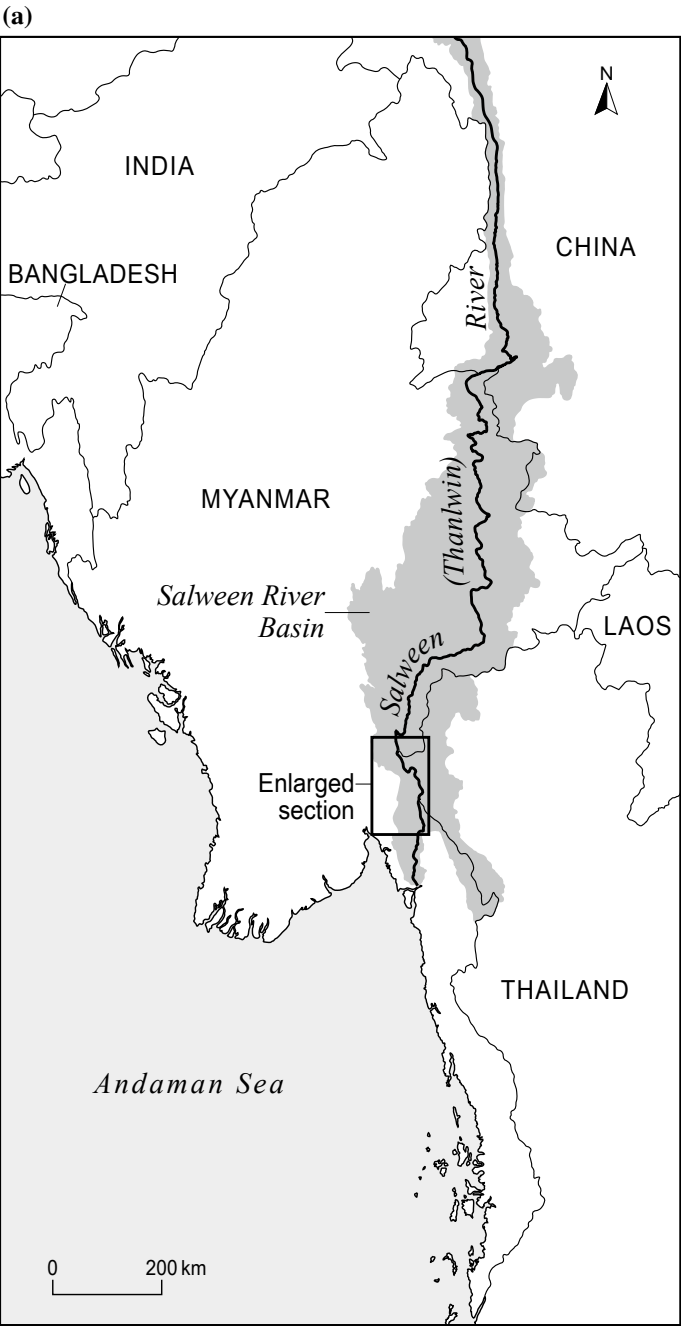 (a)
N
INDIA
CHINA
BANGLADESH
River
MYANMAR
(Thanlwin)
Salween River
Basin
LAOS
Salween
Enlarged
section
THAILAND
Andaman Sea
0 200 km